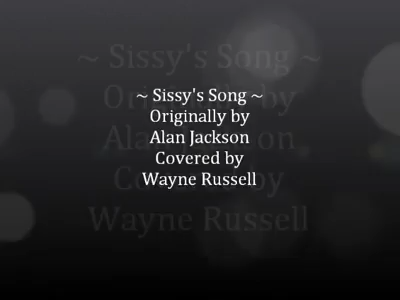 ~ Sissy's Song ~
Originally by
Alan Jackson
Covered by
Wayne Russell